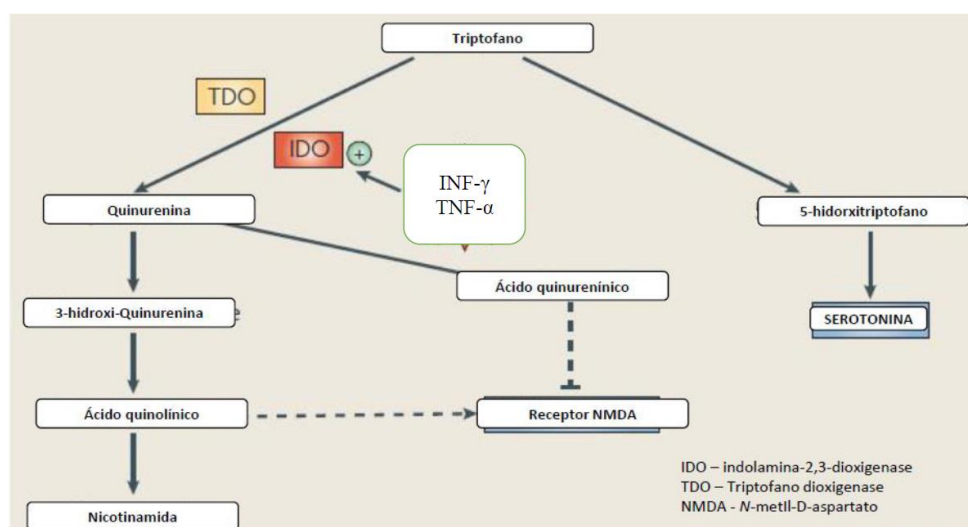 Triptofano
TDO
IDO +
INF-γ
TNF-α
Quinurenina
5-hidorxitriptofano
Ácido quinurenínico
3-hidroxi-Quinurenina
SEROTONINA
Ácido quinolínico
Receptor NMDA
IDO – indolamina-2,3-dioxigenase
TDO – Triptofano dioxigenase
NMDA - N-metIl-D-aspartato
Nicotinamida